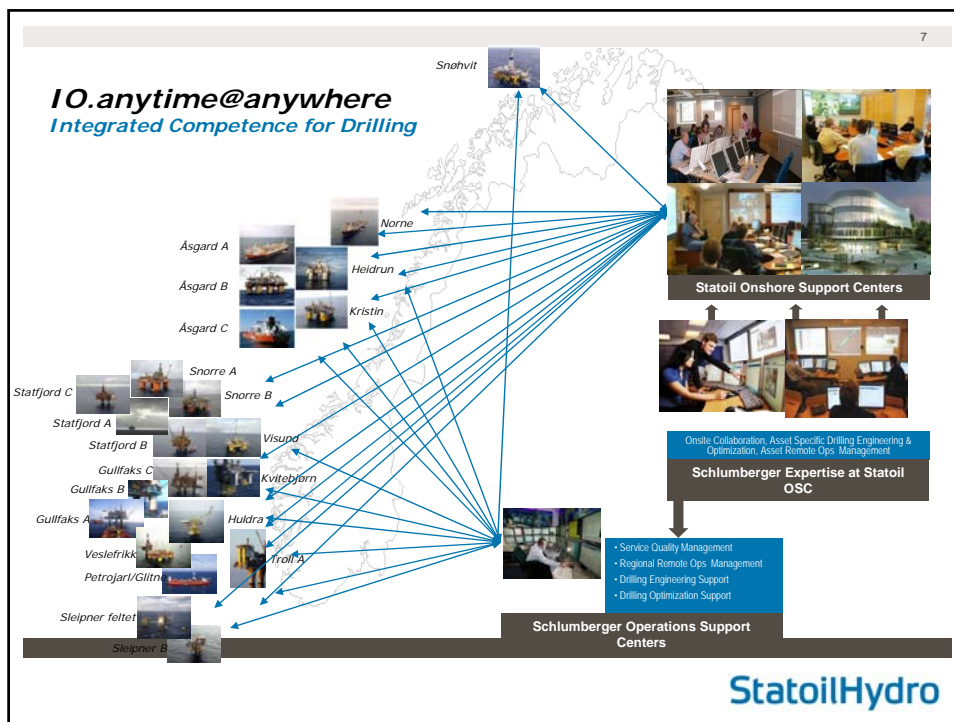 7
Snøhvit
IO.anytime@anywhere
Integrated Competence for Drilling
Norne
Åsgard A
Heidrun
Åsgard B
Kristin
Åsgard C
Statoil Onshore Support Centers
Snorre A
Statfjord C
Snorre B
Statfjord A
Statfjord B
Visund
Gullfaks C
Kvitebjørn
Gullfaks B
Gullfaks A
Huldra
Veslefrikk
Troll A
Petrojarl/Glitne
Sleipner feltet
Sleipner B
Onsite Collaboration, Asset Specific Drilling Engineering &
Optimization, Asset Remote Ops Management
Schlumberger Expertise at Statoil
OSC
• Service Quality Management
• Regional Remote Ops Management
• Drilling Engineering Support
• Drilling Optimization Support
Schlumberger Operations Support
Centers
StatoilHydro